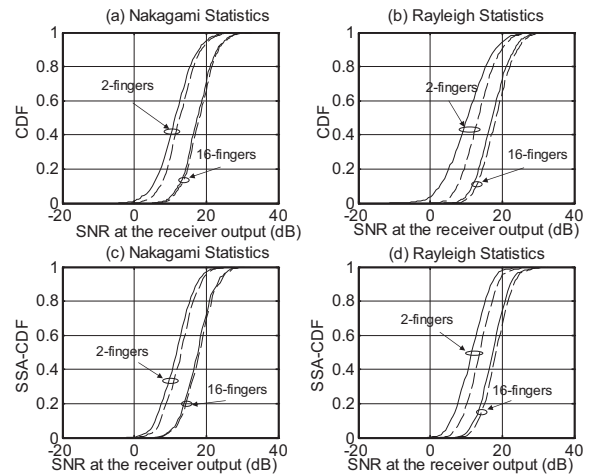 (a) Nakagami Statistics
1
0.8
0.6
0.4
0.2
0
CDF
2-fingers
16-fingers
-20 0 20 40
SNR at the receiver output (dB)
(b) Rayleigh Statistics
1
0.8
0.6
0.4
0.2
0
CDF
2-fingers
16-fingers
-20 0 20 40
SNR at the receiver output (dB)
(c) Nakagami Statistics
1
0.8
0.6
0.4
0.2
0
SSA-CDF
2-fingers
16-fingers
-20 0 20 40
SNR at the receiver output (dB)
(d) Rayleigh Statistics
1
0.8
0.6
0.4
0.2
0
SSA-CDF
2-fingers
16-fingers
-20 0 20 40
SNR at the receiver output (dB)